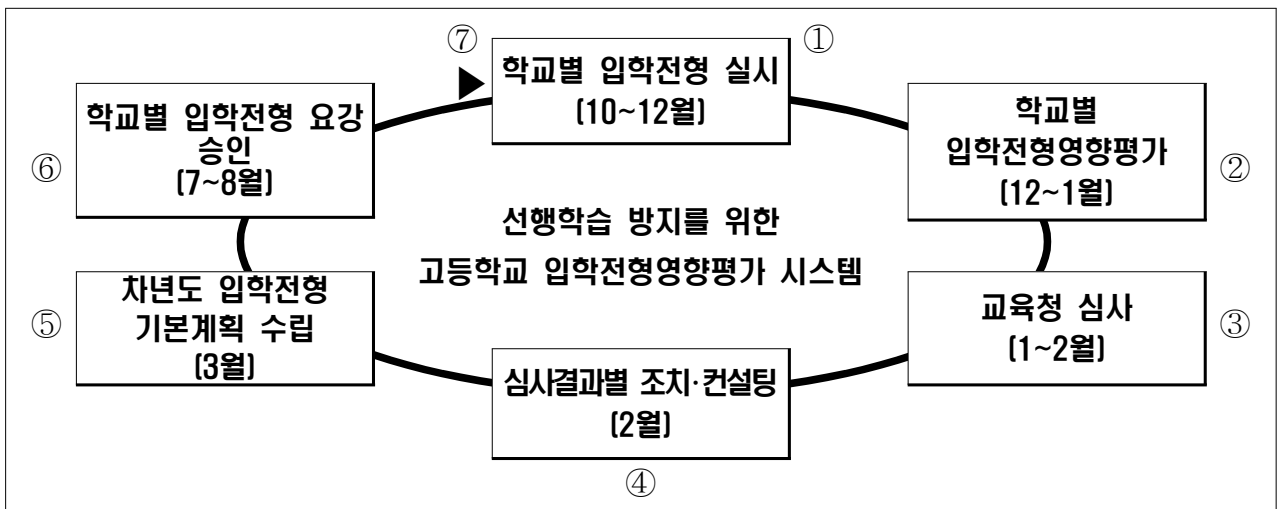 ⑦
①
학교별 입학전형 실시
(10~12월)
학교별
입학전형영향평가
(12~1월)
②
교육청 심사
(1~2월)
③
심사결과별 조치·컨설팅
(2월)
④
차년도 입학전형
기본계획 수립
(3월)
⑤
학교별 입학전형 요강
승인
(7~8월)
⑥
선행학습 방지를 위한
고등학교 입학전형영향평가 시스템